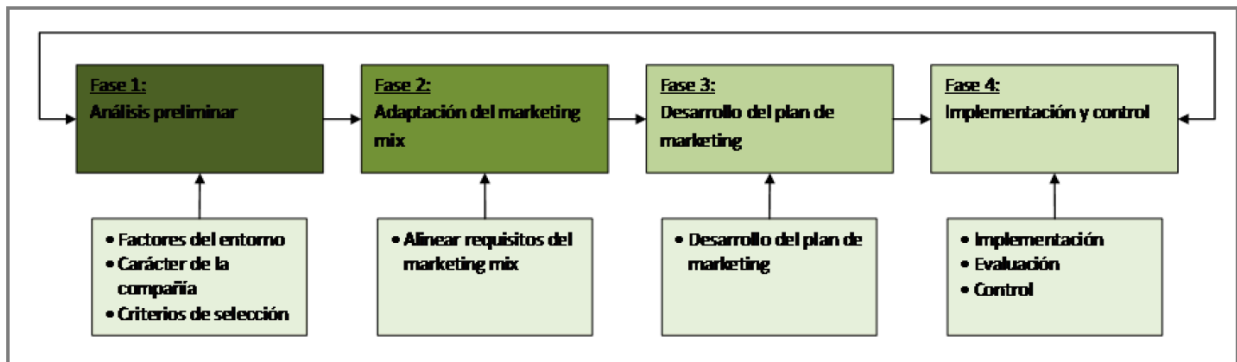 Fase 1:
Análisis preliminar
Fase 2:
Adaptación del marketing
mix
Fase 3:
Desarrollo del plan de
marketing
Fase 4:
Implementación y control
• Factores del entorno
• Carácter de la
compañía
• Criterios de selección
• Alinear requisitos del
marketing mix
• Desarrollo del plan de
marketing
• Implementación
• Evaluación
• Control